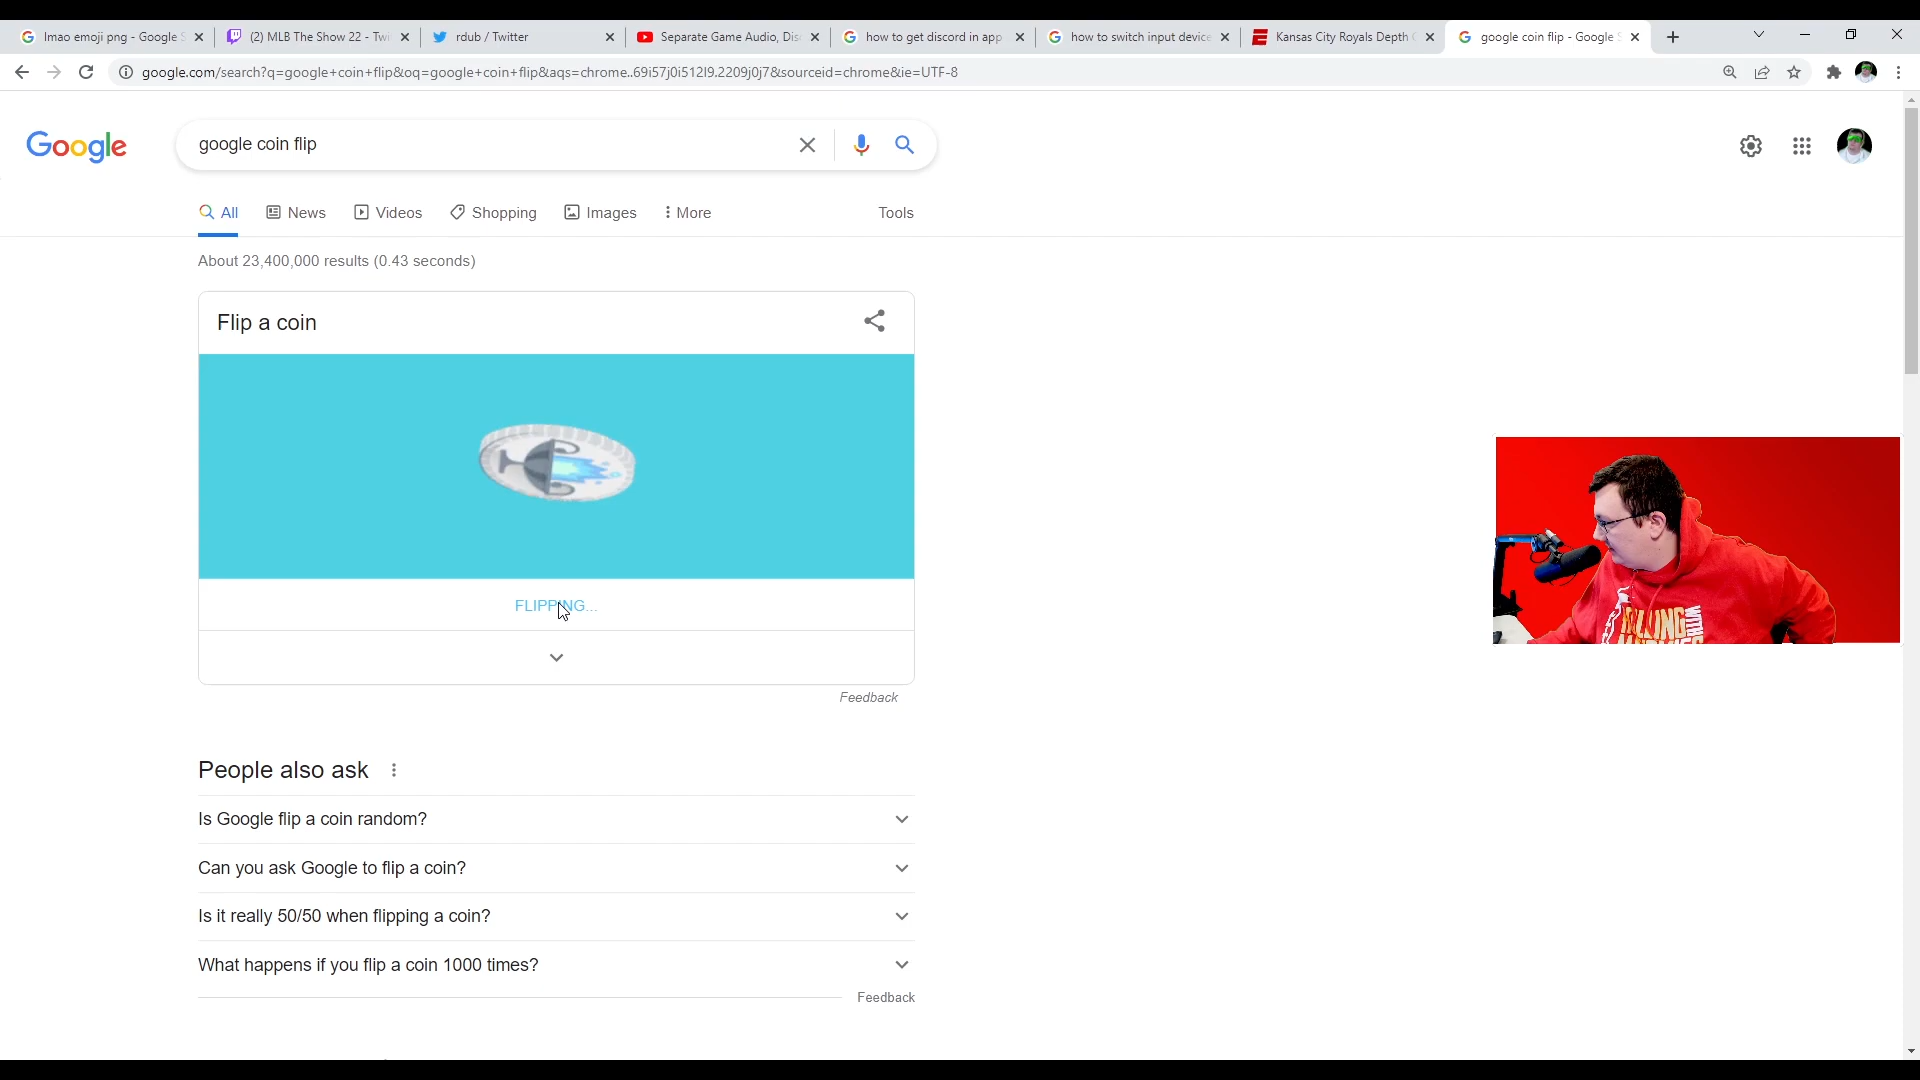 lmao emoji png - Google S
(2) MLB The Show 22 - Twi
rdub / Twitter
Separate Game Audio, Dis
how to get discord in app
how to switch input device
Kansas City Royals Depth C
google coin flip - Google S
google.com/search?q=google+coin+flip&oq=google+coin+flip&aqs=chrome..69i57j0i512l9.2209j0j7&sourceid=chrome&ie=UTF-8
Google
google coin flip
All
News
Videos
Shopping
Images
More
Tools
About 23,400,000 results (0.43 seconds)
Flip a coin
FLIPPING...
Feedback
People also ask
Is Google flip a coin random?
Can you ask Google to flip a coin?
Is it really 50/50 when flipping a coin?
What happens if you flip a coin 1000 times?
Feedback
WITH